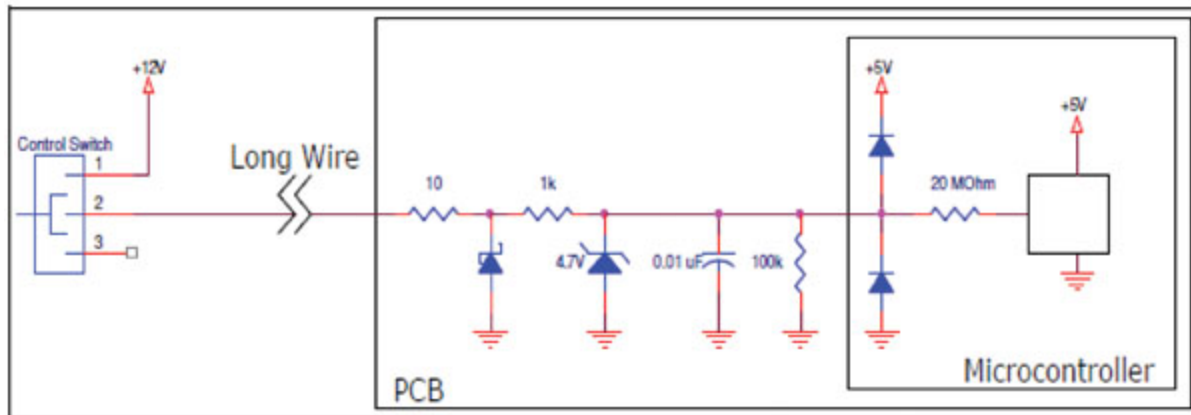 +12V
Control Switch
1
2
3
Long Wire
10
1k
4.7V
0.01 uF
100k
+5V
+5V
20 MOhm
Microcontroller
PCB